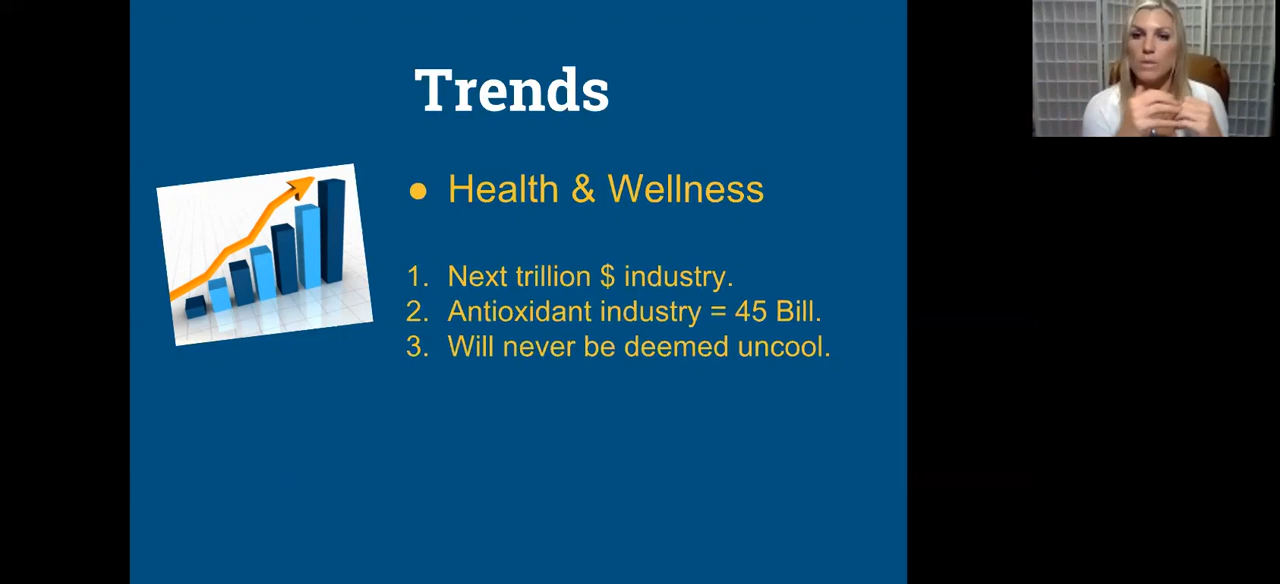 Trends
● Health & Wellness
1. Next trillion $ industry.
2. Antioxidant industry = 45 Bill.
3. Will never be deemed uncool.